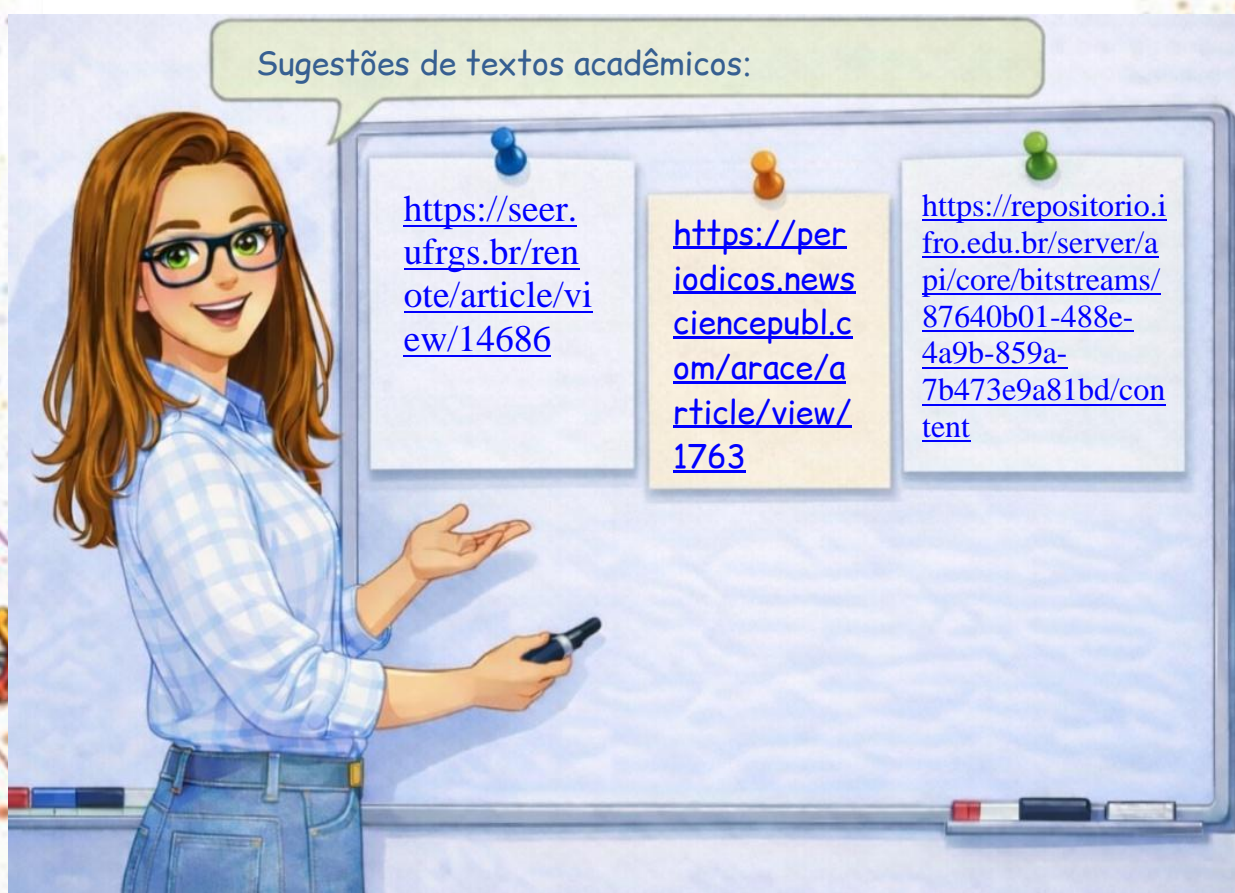 Sugestões de textos acadêmicos:
https://seer.
ufrgs.br/ren
ote/article/vi
ew/14686
https://per
iodicos.news
ciencepubl.c
om/arace/a
rticle/view/
1763
https://repositorio.i
fro.edu.br/server/a
pi/core/bitstreams/
87640b01-488e-
4a9b-859a-
7b473e9a81bd/con
tent